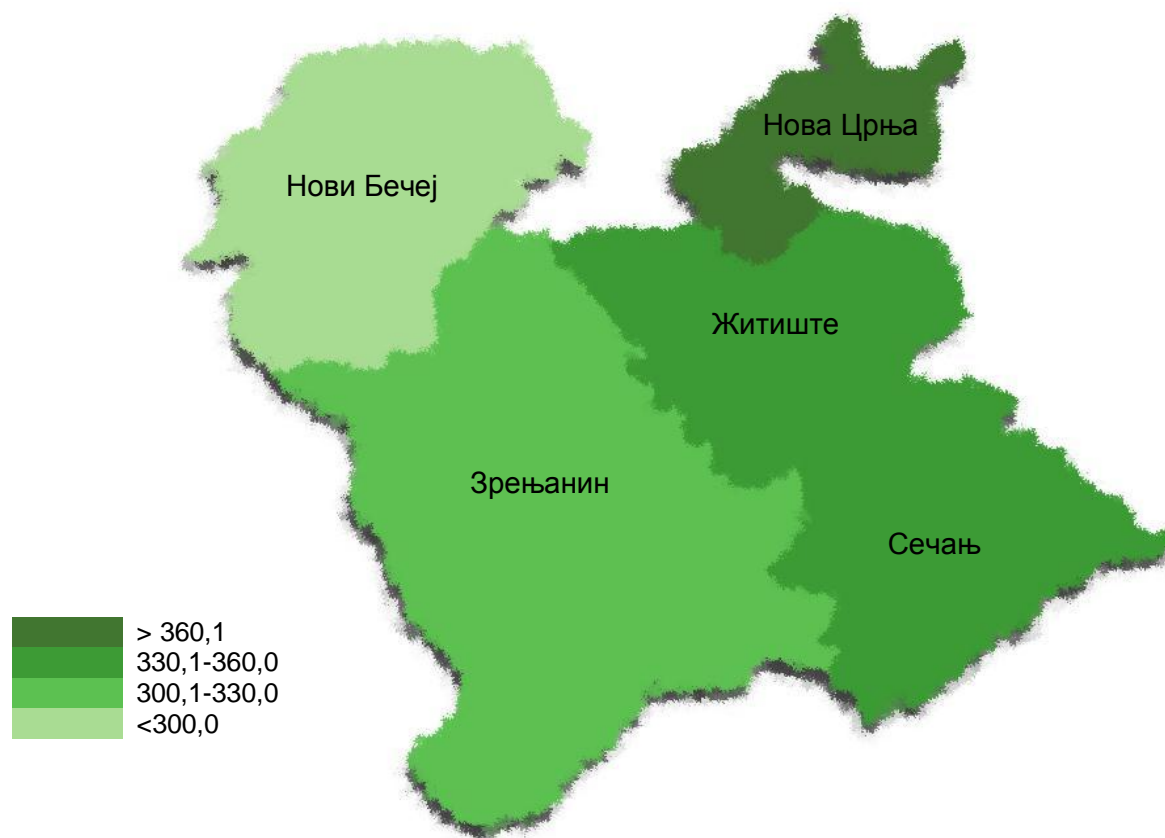 Нова Црња
Нови Бечеј
Житиште
Зрењанин
Сечањ
> 360,1
330,1-360,0
300,1-330,0
<300,0